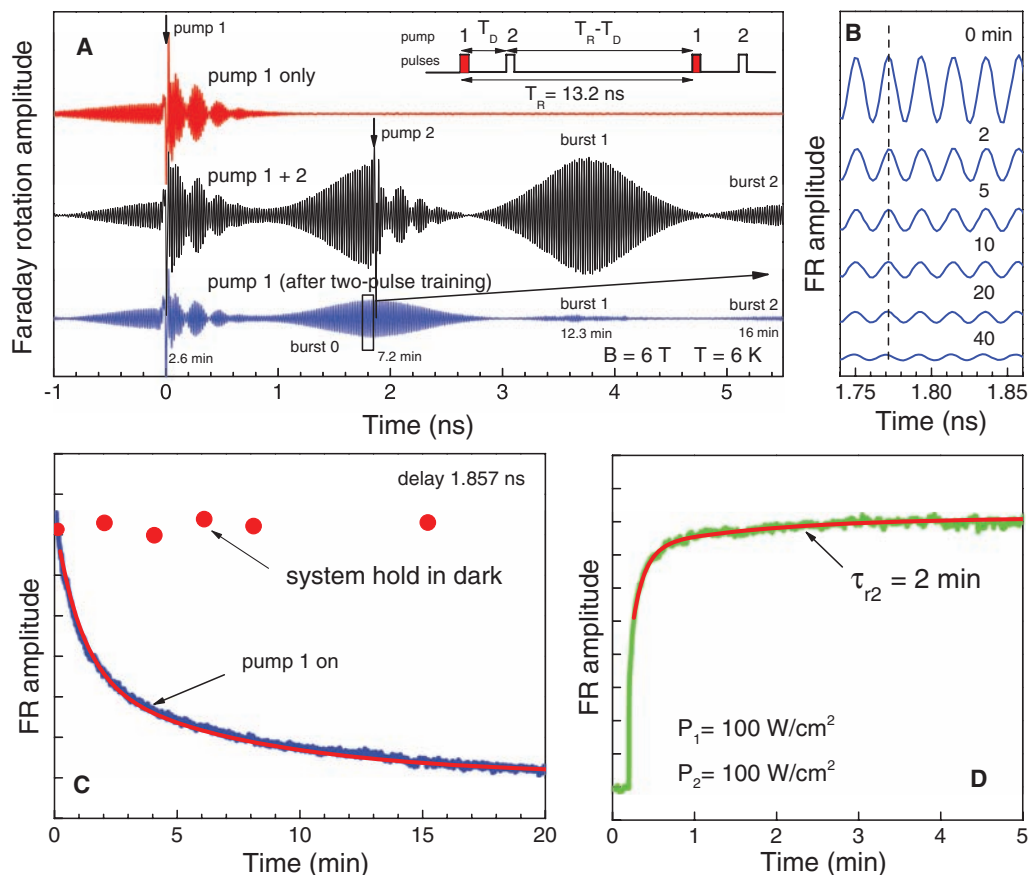 A
pump 1
pump 1 only
pump
pulses
1
T_D
2
T_R-T_D
1
2
T_R= 13.2 ns
pump 2
pump 1 + 2
burst 1
burst 2
pump 1 (after two-pulse training)
burst 1
burst 2
burst 0
2.6 min
7.2 min
12.3 min
16 min
B = 6 T
T = 6 K
Faraday rotation amplitude
-1 0 1 2 3 4 5
Time (ns)
B
0 min
2
5
10
20
40
FR amplitude
1.75 1.80 1.85
Time (ns)
delay 1.857 ns
system hold in dark
pump 1 on
C
FR amplitude
0 5 10 15 20
Time (min)
τ_r2 = 2 min
P_1= 100 W/cm²
P_2= 100 W/cm²
D
FR amplitude
0 1 2 3 4 5
Time (min)